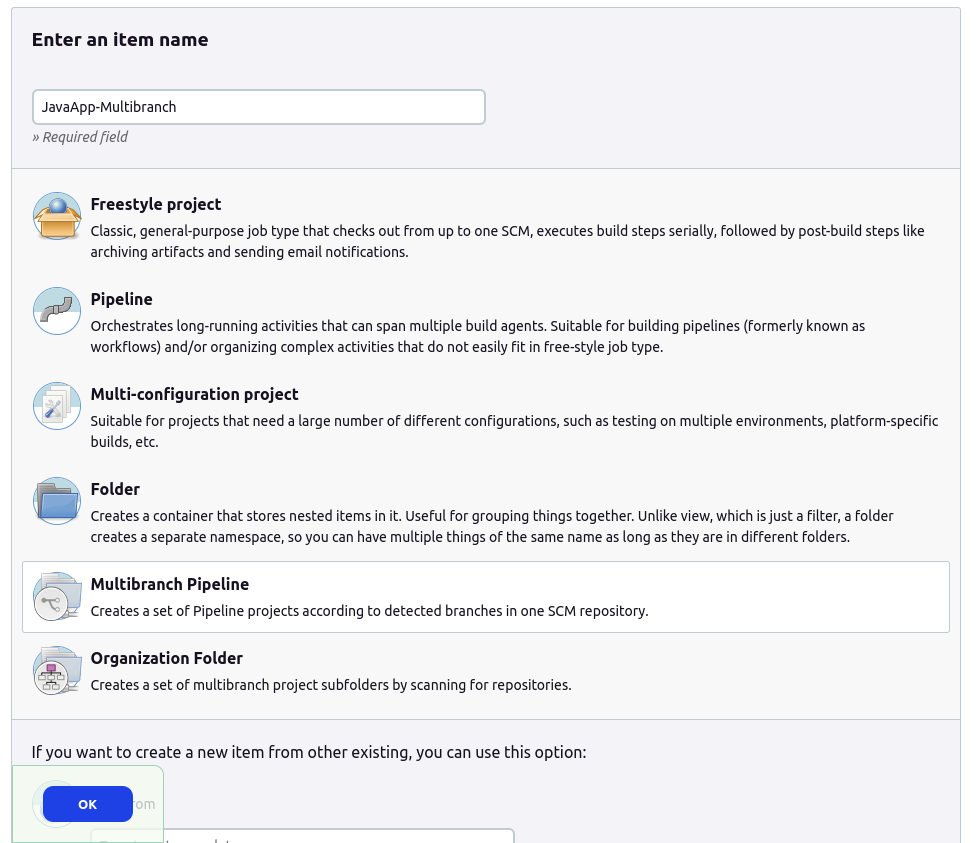 Enter an item name
JavaApp-Multibranch
» Required field
Freestyle project
Classic, general-purpose job type that checks out from up to one SCM, executes build steps serially, followed by post-build steps like
archiving artifacts and sending email notifications.
Pipeline
Orchestrates long-running activities that can span multiple build agents. Suitable for building pipelines (formerly known as
workflows) and/or organizing complex activities that do not easily fit in free-style job type.
Multi-configuration project
Suitable for projects that need a large number of different configurations, such as testing on multiple environments, platform-specific
builds, etc.
Folder
Creates a container that stores nested items in it. Useful for grouping things together. Unlike view, which is just a filter, a folder
creates a separate namespace, so you can have multiple things of the same name as long as they are in different folders.
Multibranch Pipeline
Creates a set of Pipeline projects according to detected branches in one SCM repository.
Organization Folder
Creates a set of multibranch project subfolders by scanning for repositories.
If you want to create a new item from other existing, you can use this option:
OK